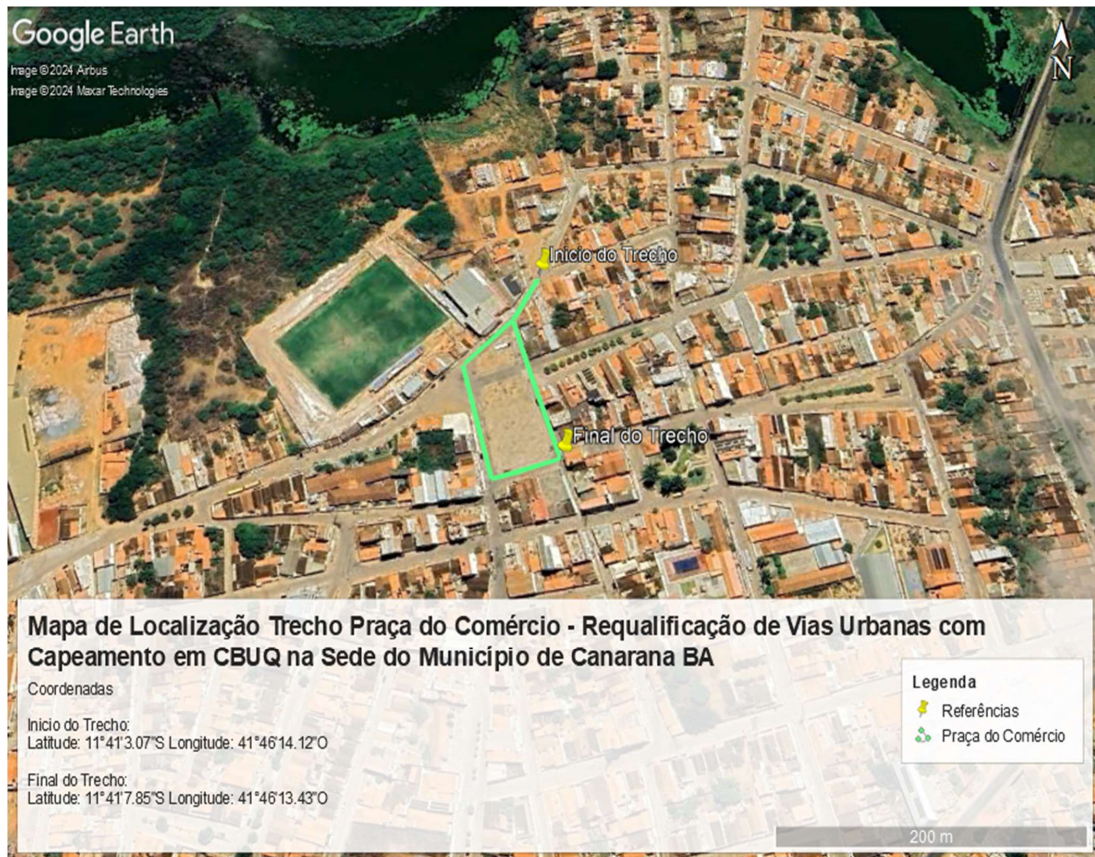 Google Earth
Image © 2024 Airbus
Image © 2024 Maxar Technologies
N
Inicio do Trecho
Final do Trecho
Mapa de Localização Trecho Praça do Comércio - Requalificação de Vias Urbanas com
Capeamento em CBUQ na Sede do Município de Canarana BA
Coordenadas
Inicio do Trecho:
Latitude: 11°41'3.07"S Longitude: 41°46'14.12"O
Final do Trecho:
Latitude: 11°41'7.85"S Longitude: 41°46'13.43"O
Legenda
Referências
Praça do Comércio
200 m